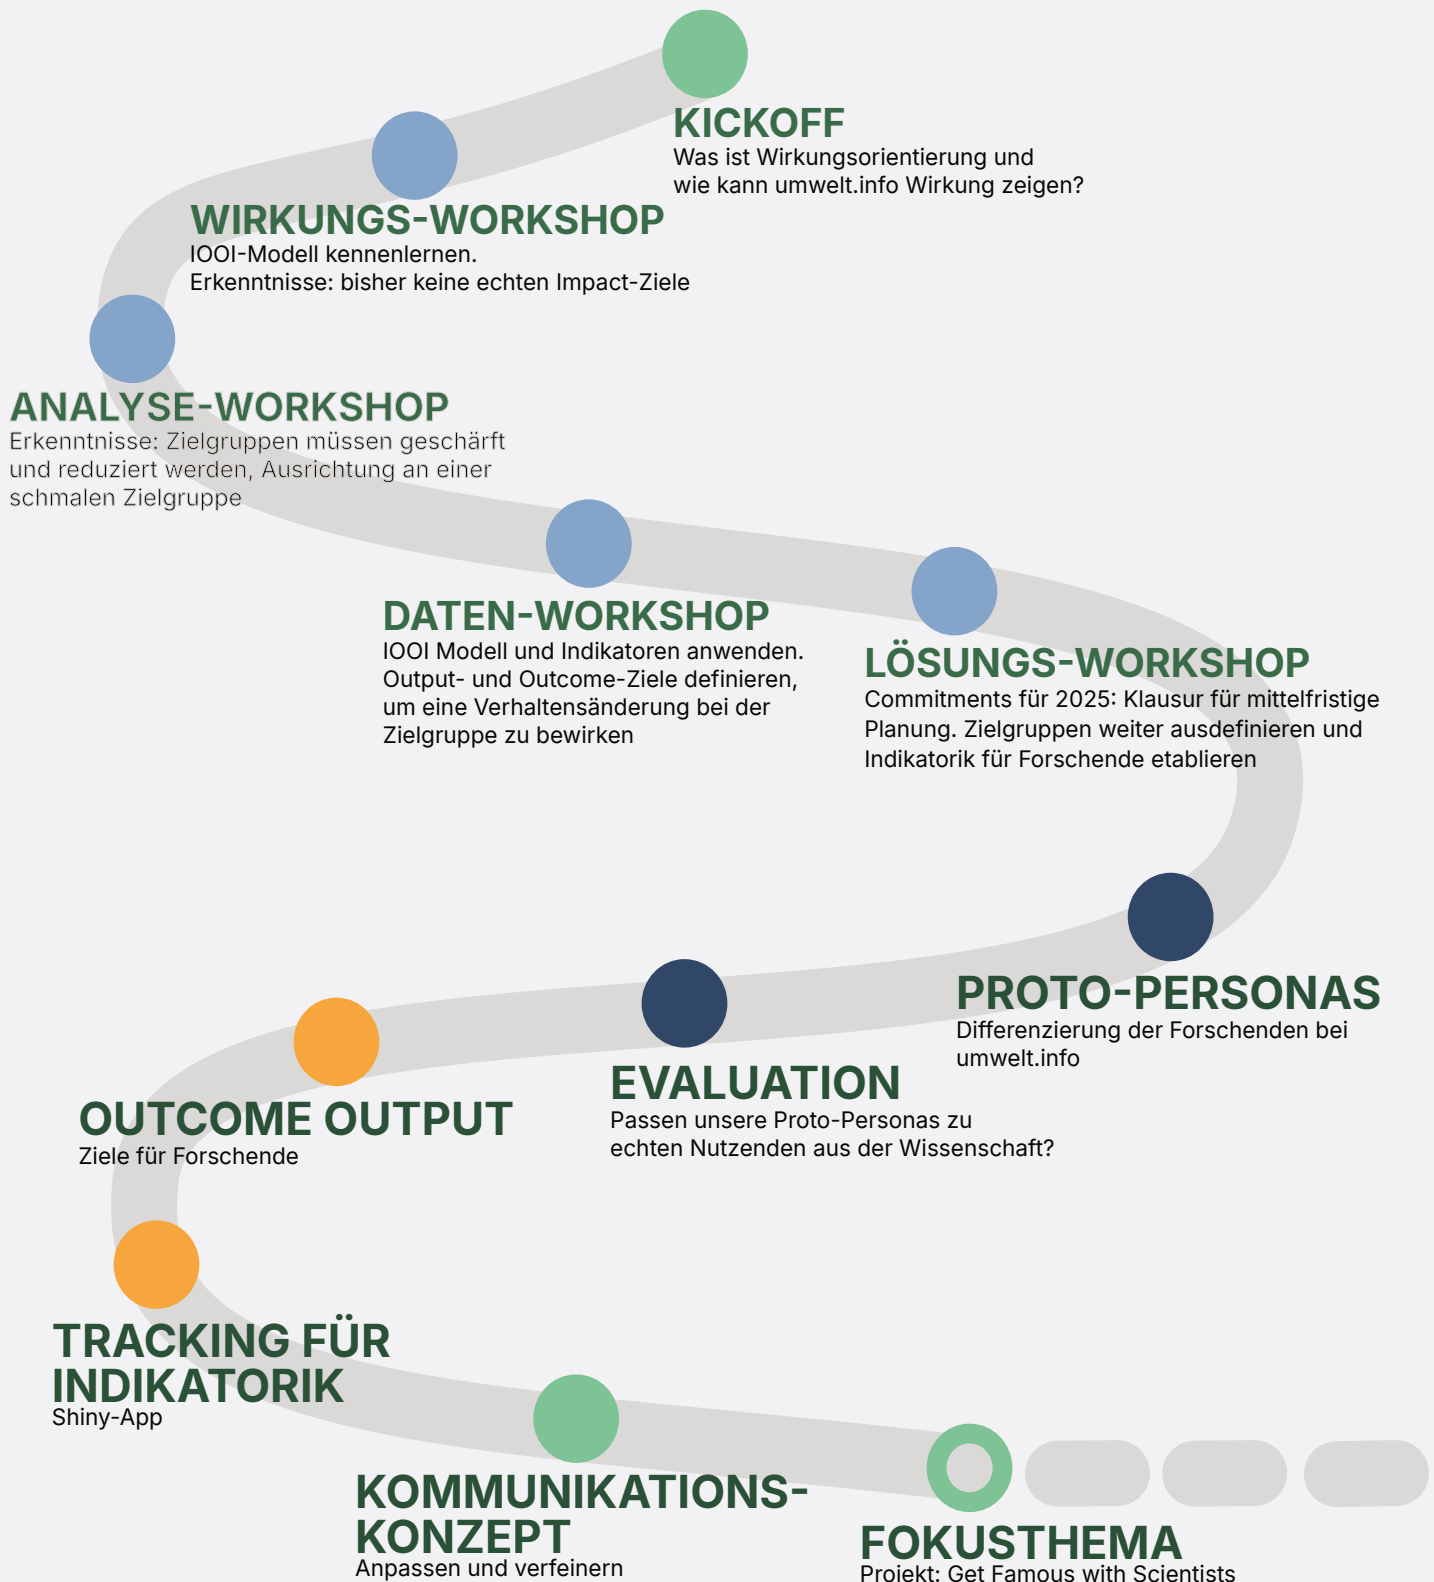 KICKOFF
Was ist Wirkungsorientierung und
wie kann umwelt.info Wirkung zeigen?
WIRKUNGS-WORKSHOP
IOOI-Modell kennenlernen.
Erkenntnisse: bisher keine echten Impact-Ziele
ANALYSE-WORKSHOP
Erkenntnisse: Zielgruppen müssen geschärft
und reduziert werden, Ausrichtung an einer
schmalen Zielgruppe
DATEN-WORKSHOP
IOOI Modell und Indikatoren anwenden.
Output- und Outcome-Ziele definieren,
um eine Verhaltensänderung bei der
Zielgruppe zu bewirken
LÖSUNGS-WORKSHOP
Commitments für 2025: Klausur für mittelfristige
Planung. Zielgruppen weiter ausdefinieren und
Indikatorik für Forschende etablieren
PROTO-PERSONAS
Differenzierung der Forschenden bei
umwelt.info
EVALUATION
Passen unsere Proto-Personas zu
echten Nutzenden aus der Wissenschaft?
OUTCOME OUTPUT
Ziele für Forschende
TRACKING FÜR
INDIKATORIK
Shiny-App
KOMMUNIKATIONS-
KONZEPT
Anpassen und verfeinern
FOKUSTHEMA
Projekt: Get Famous with Scientists